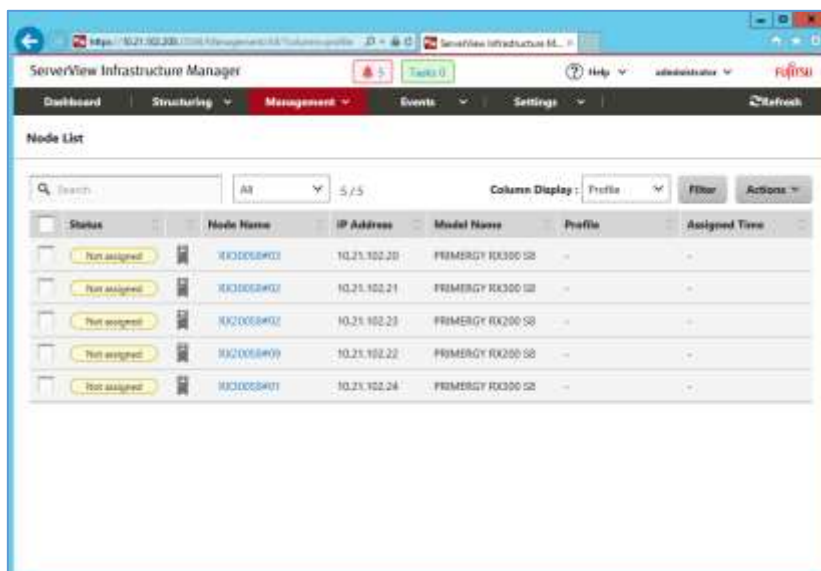 ServerView Infrastructure M...
ServerView Infrastructure Manager
5
Tasks 0
Help
administrator
FUJITSU
Dashboard
Structuring
Management
Events
Settings
Refresh
Node List
Search
All
5 / 5
Column Display :
Profile
Filter
Actions
Status Node Name IP Address Model Name Profile Assigned Time
Not assigned 10.21.102.20 PRIMERGY RX300 S8 - -
Not assigned 10.21.102.21 PRIMERGY RX300 S8 - -
Not assigned 10.21.102.23 PRIMERGY RX200 S8 - -
Not assigned 10.21.102.22 PRIMERGY RX200 S8 - -
Not assigned 10.21.102.24 PRIMERGY RX300 S8 - -